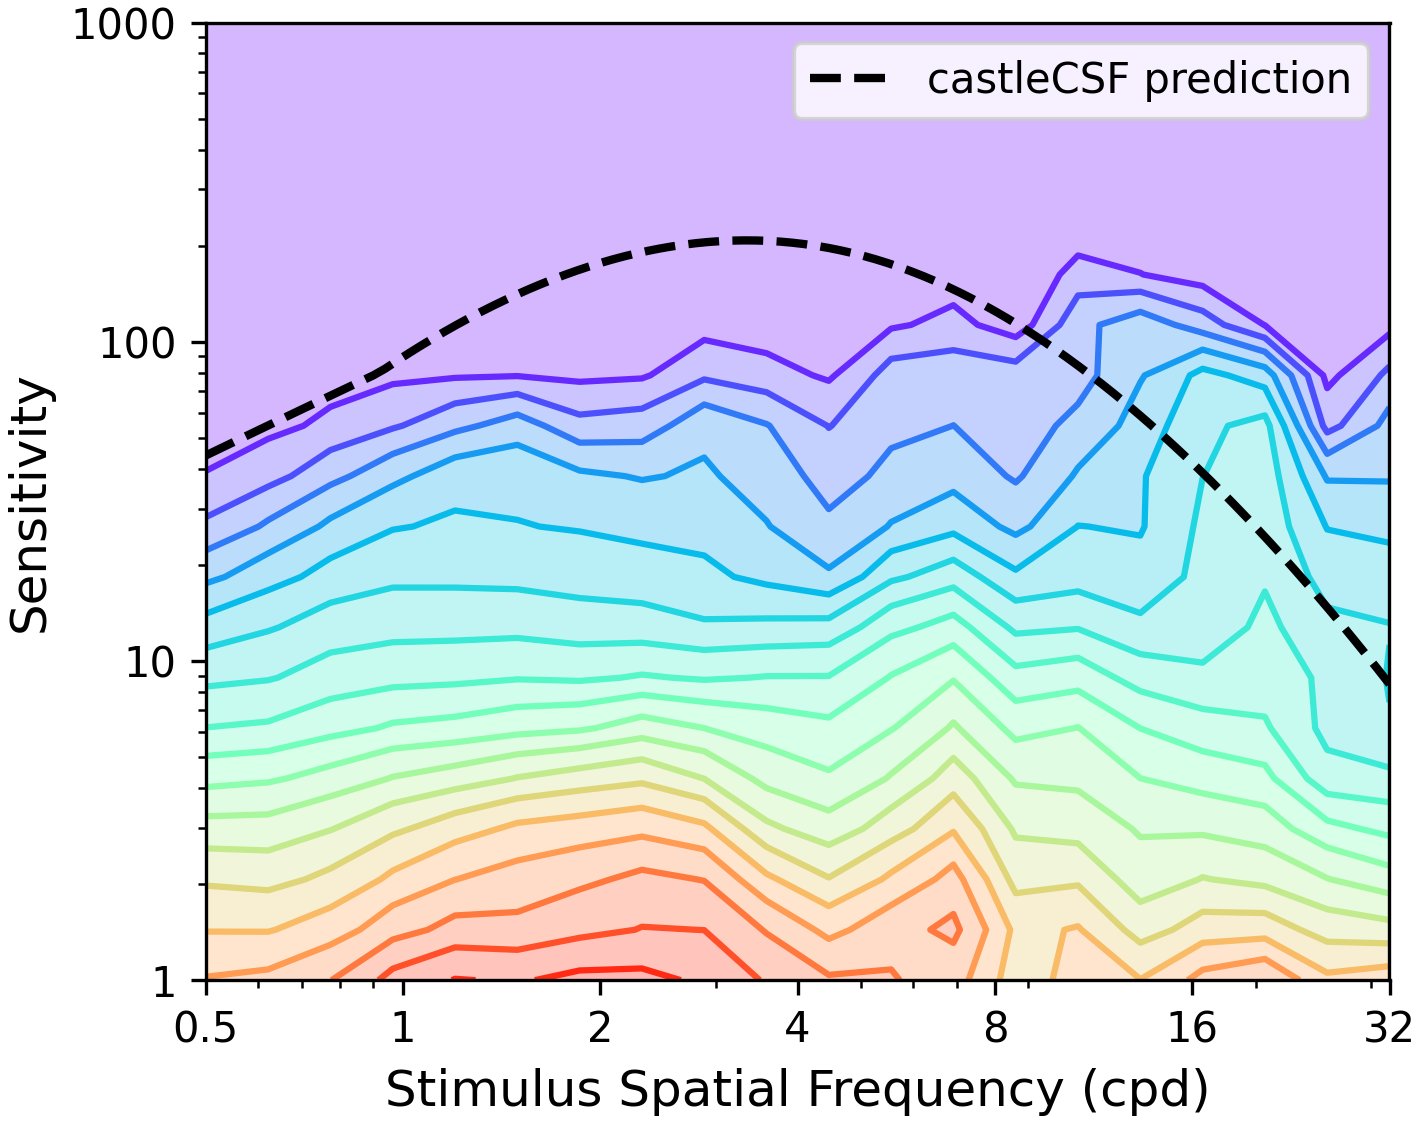 1000
100
10
1
Sensitivity
castleCSF prediction
0.5 1 2 4 8 16 32
Stimulus Spatial Frequency (cpd)